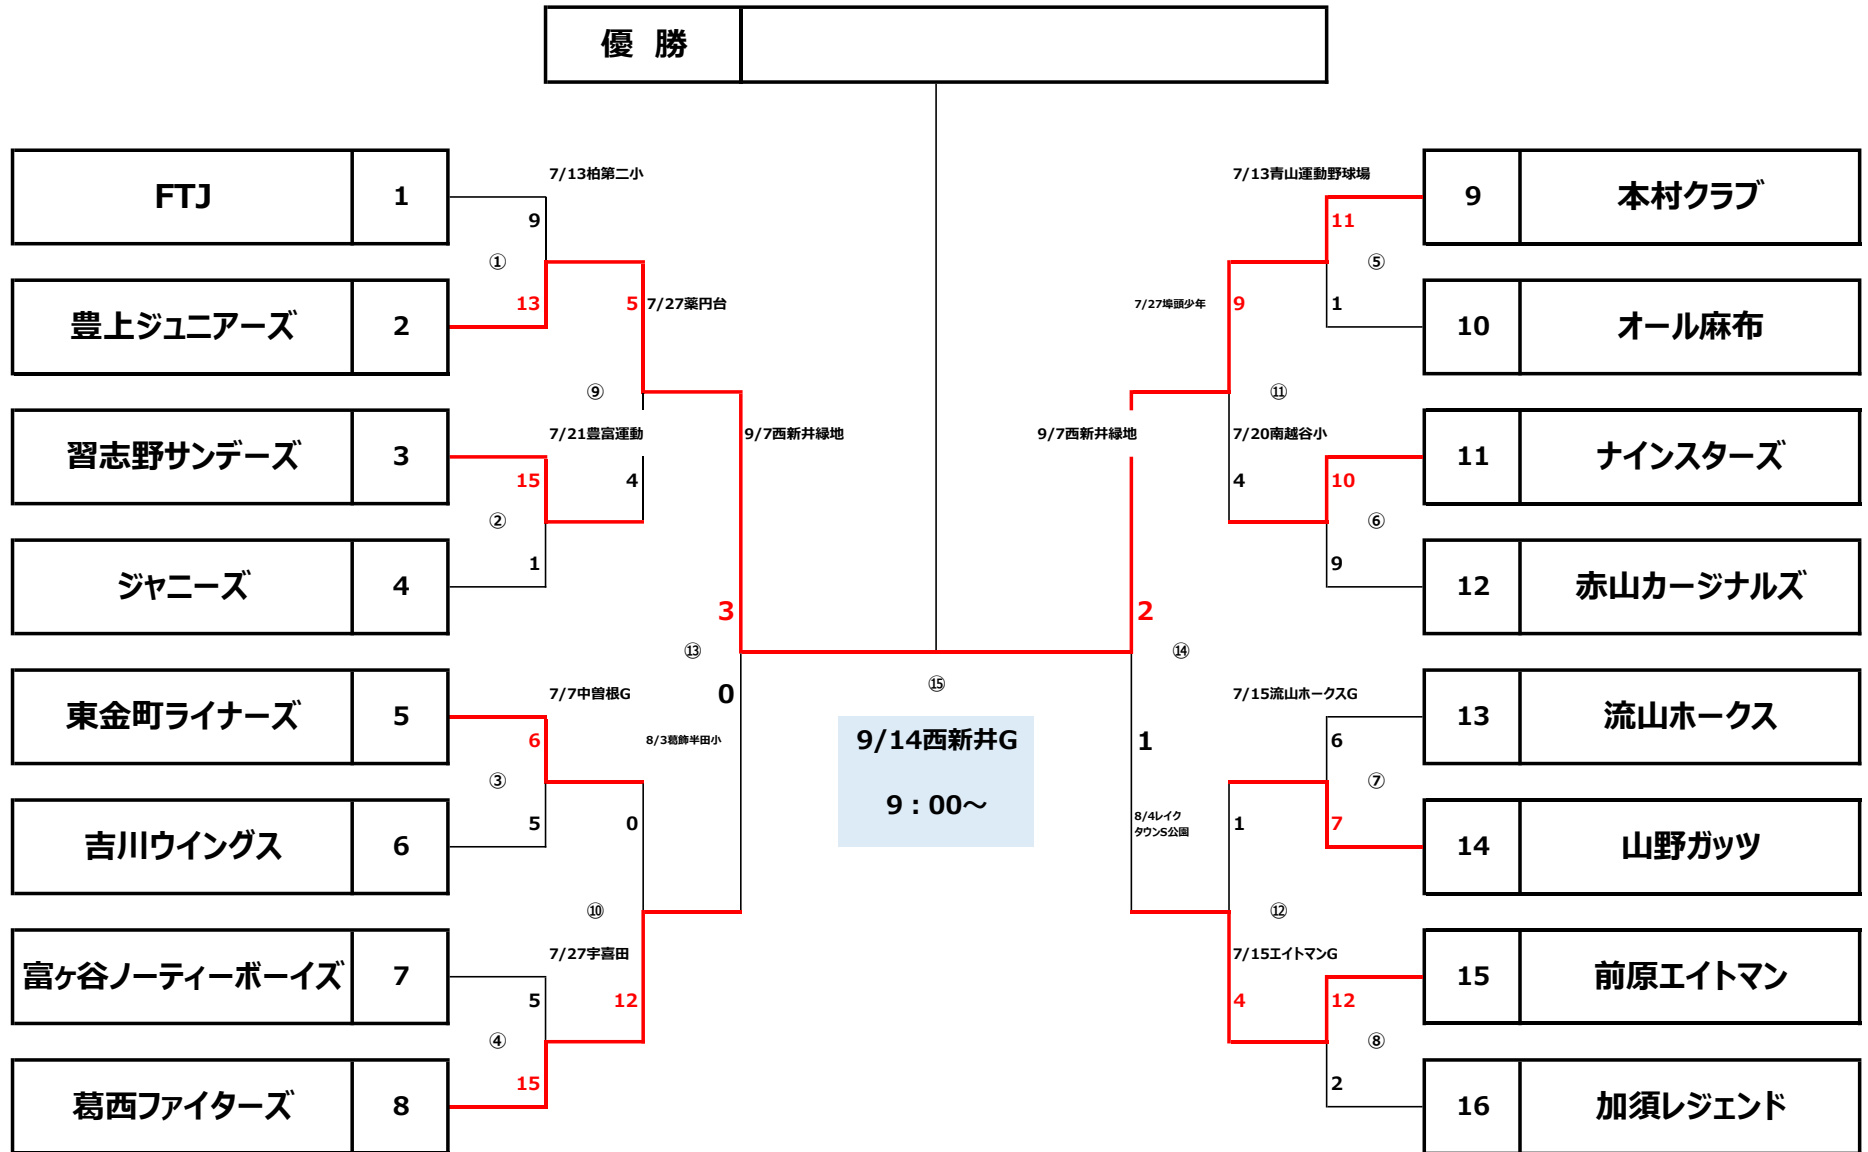 優 勝
7/13柏第二小
7/13青山運動野球場
FTJ 1
9 本村クラブ
9
11
①
⑤
13
5 7/27薬円台
7/27埠頭少年 9
1
豊上ジュニアーズ 2
10 オール麻布
⑨
⑪
7/21豊富運動
9/7西新井緑地
9/7西新井緑地
7/20南越谷小
習志野サンデーズ 3
11 ナインスターズ
15
4
4
10
②
⑥
1
9
ジャニーズ 4
12 赤山カージナルズ
3
2
⑬
⑭
⑮
7/7中曽根G
0
7/15流山ホークスG
東金町ライナーズ 5
13 流山ホークス
6
8/3葛飾半田小
9/14西新井G
1
6
③
⑦
9：00～
5
0
8/4レイク
タウンS公園
1
7
吉川ウイングス 6
14 山野ガッツ
⑩
⑫
7/27宇喜田
7/15エイトマンG
富ヶ谷ノーティーボーイズ 7
15 前原エイトマン
5
12
4
12
④
⑧
15
2
葛西ファイターズ 8
16 加須レジェンド